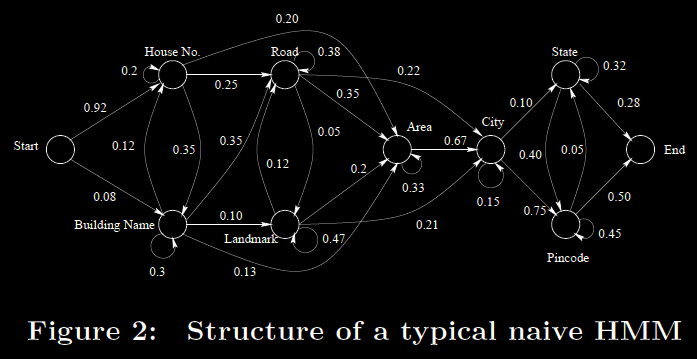 0.20
House No.
Road
0.38
State
0.2
0.25
0.22
0.32
0.92
0.35
0.10
0.28
Area
City
Start
0.12
0.35
0.35
0.05
0.67
0.40
0.05
End
0.12
0.2
0.33
0.15
0.08
0.75
0.50
0.10
0.21
Building Name
Landmark
0.47
0.45
0.3
0.13
Pincode
Figure 2: Structure of a typical naive HMM